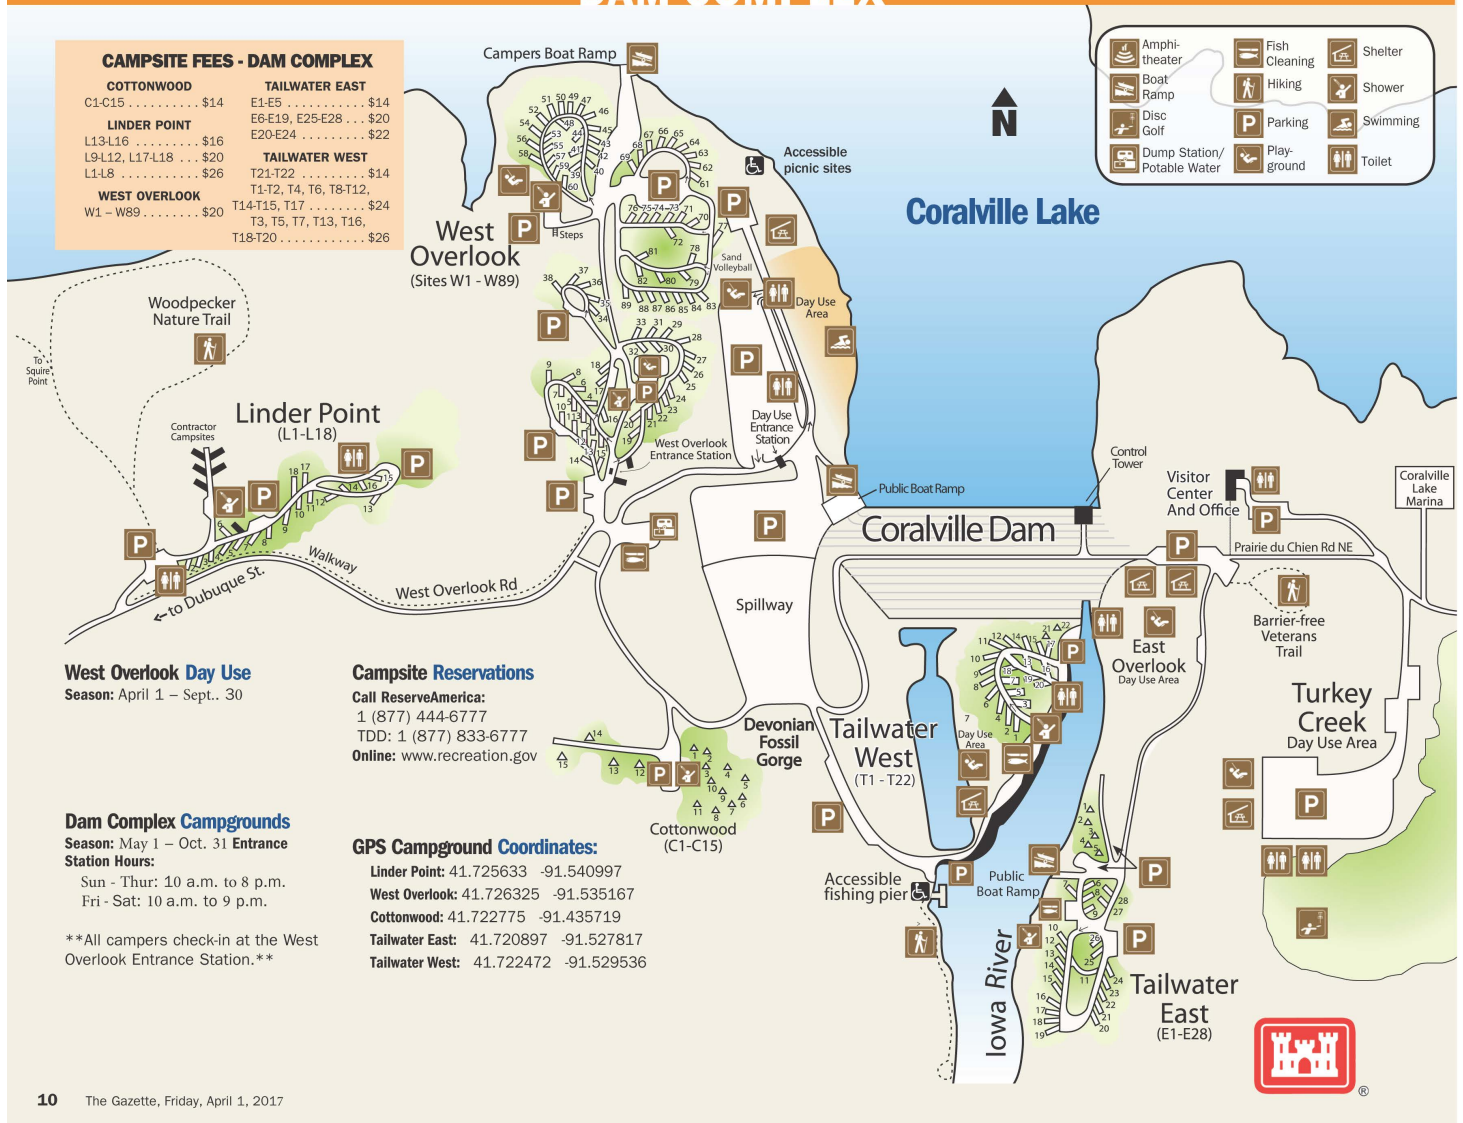 DAM COMPLEX
CAMPSITE FEES - DAM COMPLEX
COTTONWOOD
C1-C15 . . . . . . . . . . $14
LINDER POINT
L13-L16 . . . . . . . . . $16
L9-L12, L17-L18 . . . $20
L1-L8 . . . . . . . . . . . $26
WEST OVERLOOK
W1 – W89 . . . . . . . . $20
TAILWATER EAST
E1-E5 . . . . . . . . . . . $14
E6-E19, E25-E28 . . . $20
E20-E24 . . . . . . . . . $22
TAILWATER WEST
T21-T22 . . . . . . . . . $14
T1-T2, T4, T6, T8-T12,
T14-T15, T17 . . . . . . . . $24
T3, T5, T7, T13, T16,
T18-T20 . . . . . . . . . . . . $26
Campers Boat Ramp
N
Amphi-
theater
Boat
Ramp
Disc
Golf
Dump Station/
Potable Water
Fish
Cleaning
Hiking
P
Parking
Play-
ground
Shelter
Shower
Swimming
Toilet
Accessible
picnic sites
Coralville Lake
West
Overlook
(Sites W1 - W89)
Steps
Sand
Volleyball
Day Use
Area
Woodpecker
Nature Trail
To
Squire
Point
Linder Point
(L1-L18)
Contractor
Campsites
Day Use
Entrance
Station
West Overlook
Entrance Station
Public Boat Ramp
Control
Tower
Visitor
Center
And Office
Coralville
Lake
Marina
Coralville Dam
Prairie du Chien Rd NE
Walkway
West Overlook Rd
←to Dubuque St.
Spillway
Barrier-free
Veterans
Trail
East
Overlook
Day Use Area
Turkey
Creek
Day Use Area
West Overlook Day Use
Season: April 1 – Sept.. 30
Campsite Reservations
Call ReserveAmerica:
1 (877) 444-6777
TDD: 1 (877) 833-6777
Online: www.recreation.gov
Devonian
Fossil
Gorge
Tailwater
West
(T1 - T22)
7
Day Use
Area
Cottonwood
(C1-C15)
Dam Complex Campgrounds
Season: May 1 – Oct. 31 Entrance
Station Hours:
Sun - Thur: 10 a.m. to 8 p.m.
Fri - Sat: 10 a.m. to 9 p.m.
**All campers check-in at the West
Overlook Entrance Station.**
GPS Campground Coordinates:
Linder Point: 41.725633 -91.540997
West Overlook: 41.726325 -91.535167
Cottonwood: 41.722775 -91.435719
Tailwater East: 41.720897 -91.527817
Tailwater West: 41.722472 -91.529536
Accessible
fishing pier
Public
Boat Ramp
Iowa River
Tailwater
East
(E1-E28)
®
10 The Gazette, Friday, April 1, 2017